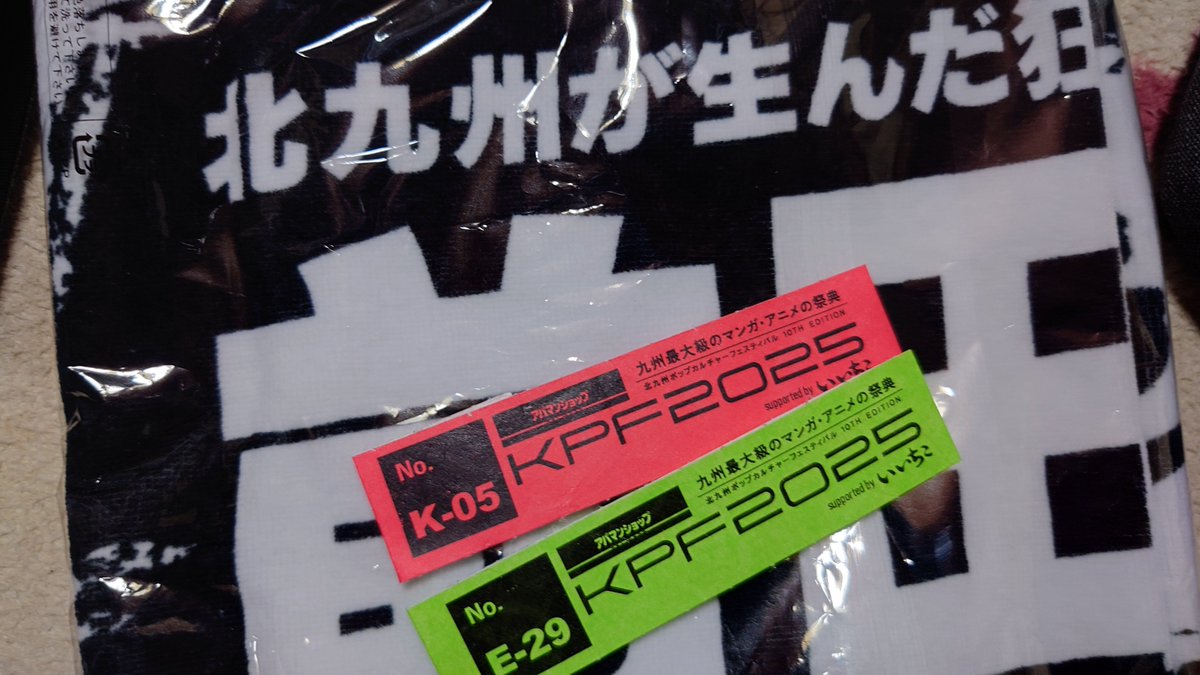 北九州が生んだ狂
No.
K-05
アパマンショップ
九州最大級のマンガ・アニメの祭典
北九州ポップカルチャーフェスティバル 10TH EDITION
KPF2025
supported by いいちこ
No.
E-29
アパマンショップ
九州最大級のマンガ・アニメの祭典
北九州ポップカルチャーフェスティバル 10TH EDITION
KPF2025
supported by いいちこ